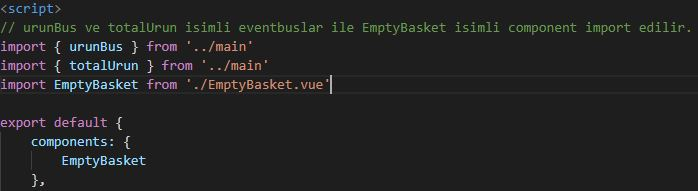 <script>
// urunBus ve totalUrun isimli eventbuslar ile EmptyBasket isimli component import edilir.
import { urunBus } from '../main'
import { totalUrun } from '../main'
import EmptyBasket from './EmptyBasket.vue'
export default {
components: {
EmptyBasket
},